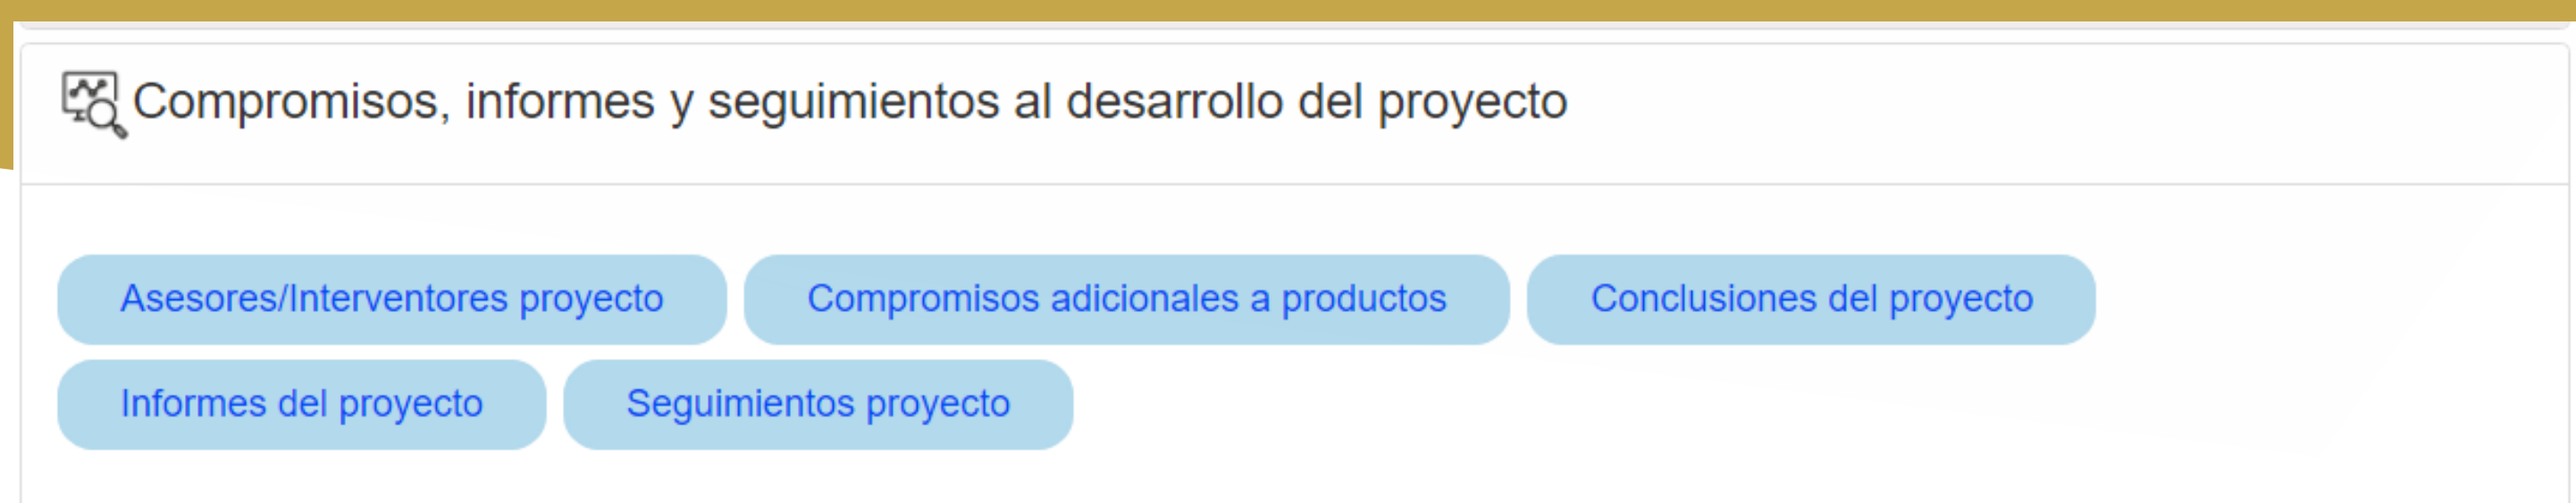 Compromisos, informes y seguimientos al desarrollo del proyecto
Asesores/Interventores proyecto Compromisos adicionales a productos Conclusiones del proyecto
Informes del proyecto Seguimientos proyecto